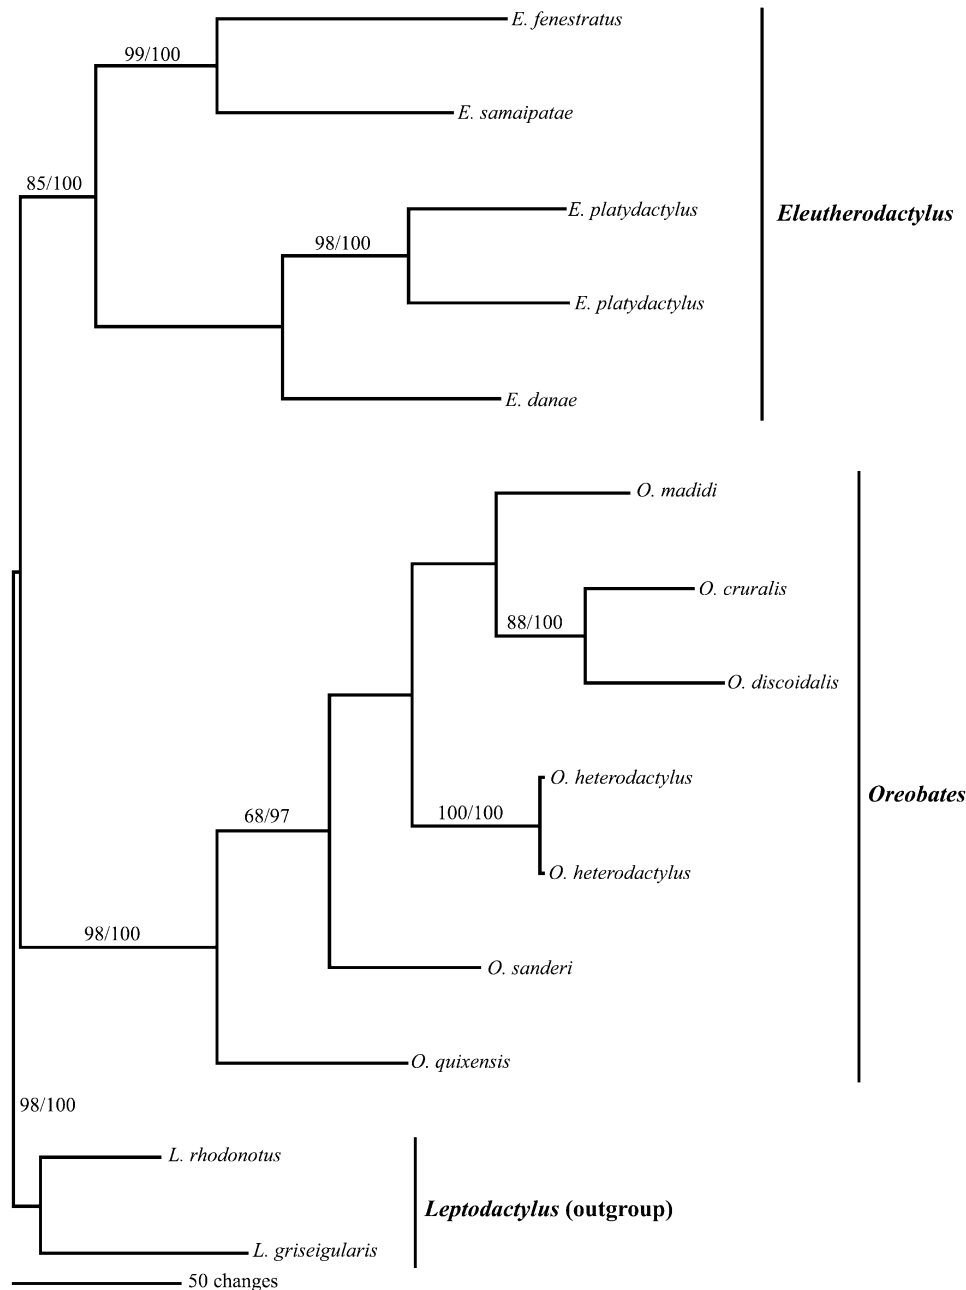 E. fenestratus
99/100
E. samaipatae
85/100
E. platydactylus
Eleutherodactylus
98/100
E. platydactylus
E. danae
O. madidi
O. cruralis
88/100
O. discoidalis
O. heterodactylus
Oreobates
100/100
68/97
O. heterodactylus
98/100
O. sanderi
O. quixensis
98/100
L. rhodonotus
Leptodactylus (outgroup)
L. griseigularis
50 changes